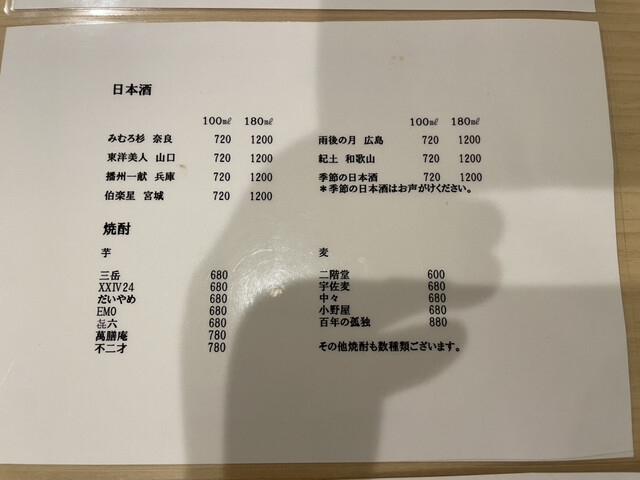 日本酒
100㎖ 180㎖
みむろ杉 奈良 720 1200
東洋美人 山口 720 1200
播州一献 兵庫 720 1200
伯楽星 宮城 720 1200
100㎖ 180㎖
雨後の月 広島 720 1200
紀土 和歌山 720 1200
季節の日本酒 720 1200
＊季節の日本酒はお声がけください。
焼酎
芋
三岳 680
XXIV24 680
だいやめ 680
EMO 680
㐂六 680
萬膳庵 780
不二才 780
麦
二階堂 600
宇佐麦 680
中々 680
小野屋 680
百年の孤独 880
その他焼酎も数種類ございます。